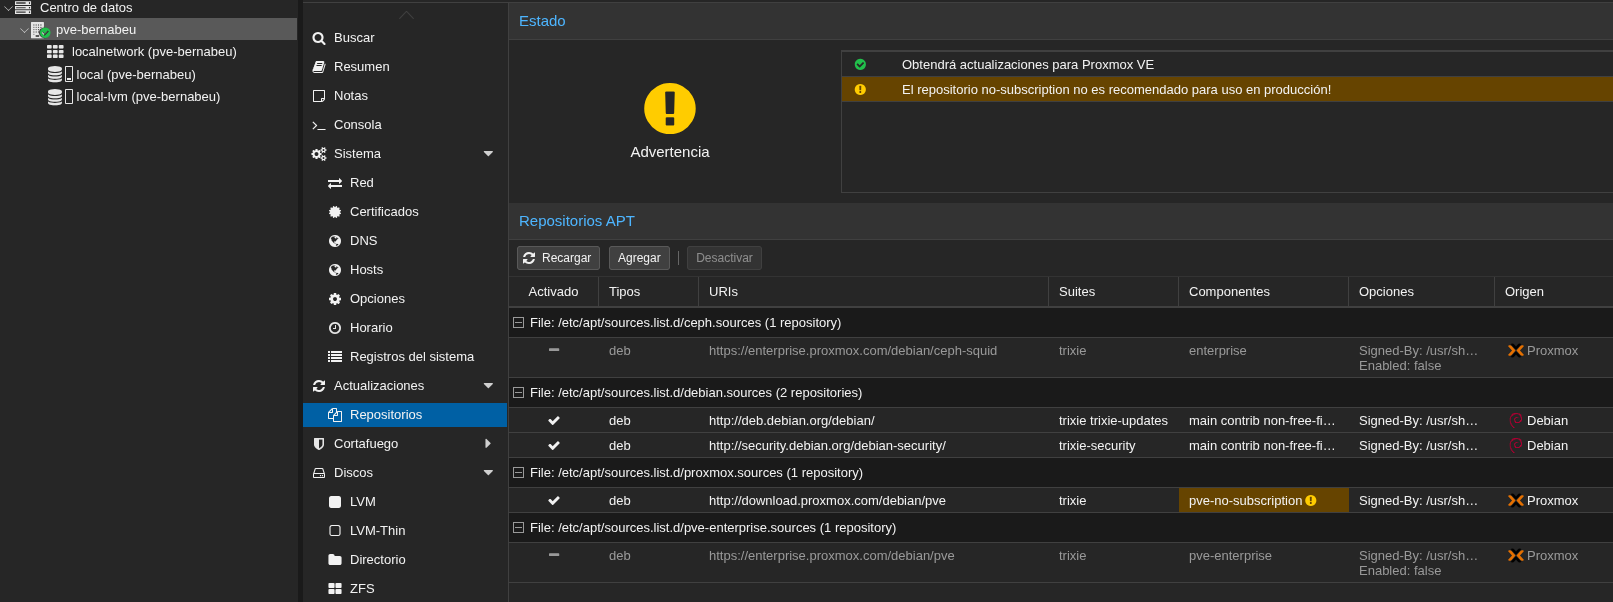 Centro de datos
pve-bernabeu
localnetwork (pve-bernabeu)
local (pve-bernabeu)
local-lvm (pve-bernabeu)
Buscar
Resumen
Notas
Consola
Sistema
Red
Certificados
DNS
Hosts
Opciones
Horario
Registros del sistema
Actualizaciones
Repositorios
Cortafuego
Discos
LVM
LVM-Thin
Directorio
ZFS
Estado
Advertencia
Obtendrá actualizaciones para Proxmox VE
El repositorio no-subscription no es recomendado para uso en producción!
Repositorios APT
Recargar Agregar Desactivar
Activado Tipos URIs Suites Componentes Opciones Origen
File: /etc/apt/sources.list.d/ceph.sources (1 repository)
deb https://enterprise.proxmox.com/debian/ceph-squid trixie enterprise Signed-By: /usr/sh… Proxmox
Enabled: false
File: /etc/apt/sources.list.d/debian.sources (2 repositories)
deb http://deb.debian.org/debian/ trixie trixie-updates main contrib non-free-fi… Signed-By: /usr/sh… Debian
deb http://security.debian.org/debian-security/ trixie-security main contrib non-free-fi… Signed-By: /usr/sh… Debian
File: /etc/apt/sources.list.d/proxmox.sources (1 repository)
deb http://download.proxmox.com/debian/pve trixie pve-no-subscription Signed-By: /usr/sh… Proxmox
File: /etc/apt/sources.list.d/pve-enterprise.sources (1 repository)
deb https://enterprise.proxmox.com/debian/pve trixie pve-enterprise Signed-By: /usr/sh… Proxmox
Enabled: false